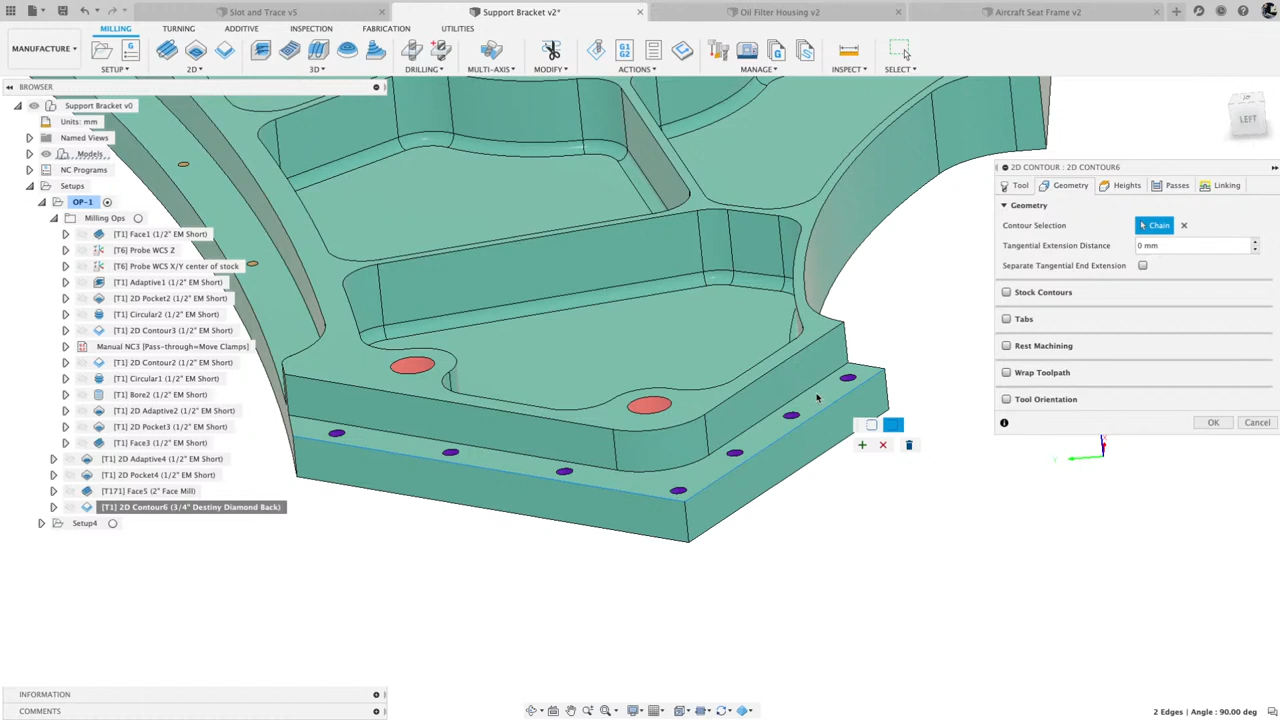 Slot and Trace v5
Support Bracket v2*
Oil Filter Housing v2
Aircraft Seat Frame v2
MILLING TURNING ADDITIVE INSPECTION FABRICATION UTILITIES
MANUFACTURE
G
G1
G2
G
SETUP 2D 3D DRILLING MULTI-AXIS MODIFY ACTIONS MANAGE INSPECT SELECT
BROWSER
LEFT
Support Bracket v0
Units: mm
Named Views
Models
NC Programs
Setups
OP-1
Milling Ops
[T1] Face1 (1/2" EM Short)
[T6] Probe WCS Z
[T6] Probe WCS X/Y center of stock
[T1] Adaptive1 (1/2" EM Short)
[T1] 2D Pocket2 (1/2" EM Short)
[T1] Circular2 (1/2" EM Short)
[T1] 2D Contour3 (1/2" EM Short)
Manual NC3 [Pass-through=Move Clamps]
[T1] 2D Contour2 (1/2" EM Short)
[T1] Circular1 (1/2" EM Short)
[T1] Bore2 (1/2" EM Short)
[T1] 2D Adaptive2 (1/2" EM Short)
[T1] 2D Pocket3 (1/2" EM Short)
[T1] Face3 (1/2" EM Short)
[T1] 2D Adaptive4 (1/2" EM Short)
[T1] 2D Pocket4 (1/2" EM Short)
[T171] Face5 (2" Face Mill)
[T1] 2D Contour6 (3/4" Destiny Diamond Back)
Setup4
2D CONTOUR : 2D CONTOUR6
Tool Geometry Heights Passes Linking
Geometry
Contour Selection Chain
Tangential Extension Distance 0 mm
Separate Tangential End Extension
Stock Contours
Tabs
Rest Machining
Wrap Toolpath
Tool Orientation
OK Cancel
INFORMATION
COMMENTS
2 Edges | Angle : 90.00 deg